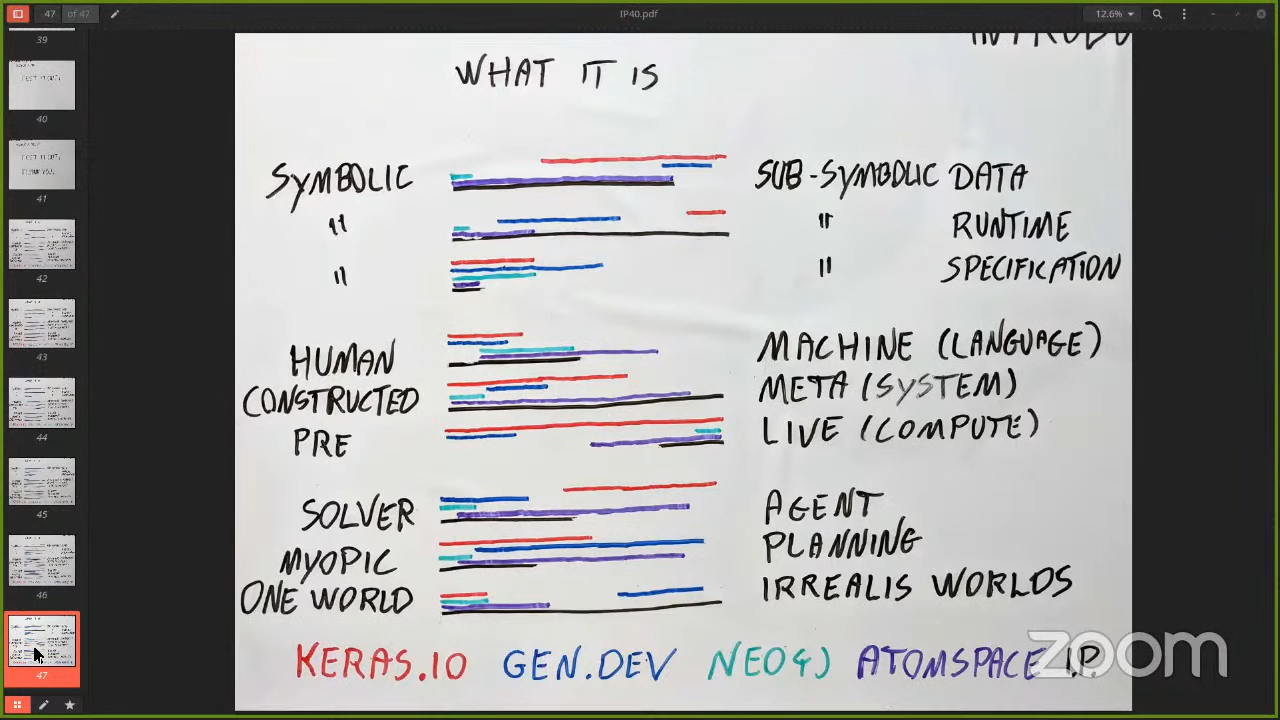 47 of 47
IP40.pdf
12.6%
39
40
41
42
43
44
45
46
47
WHAT IT IS
SYMBOLIC SUB-SYMBOLIC DATA
" " RUNTIME
" " SPECIFICATION
HUMAN MACHINE (LANGUAGE)
CONSTRUCTED META (SYSTEM)
PRE LIVE (COMPUTE)
SOLVER AGENT
MYOPIC PLANNING
ONE WORLD IRREALIS WORLDS
KERAS.IO GEN.DEV NEO4J ATOMSPACE I.P.
zoom